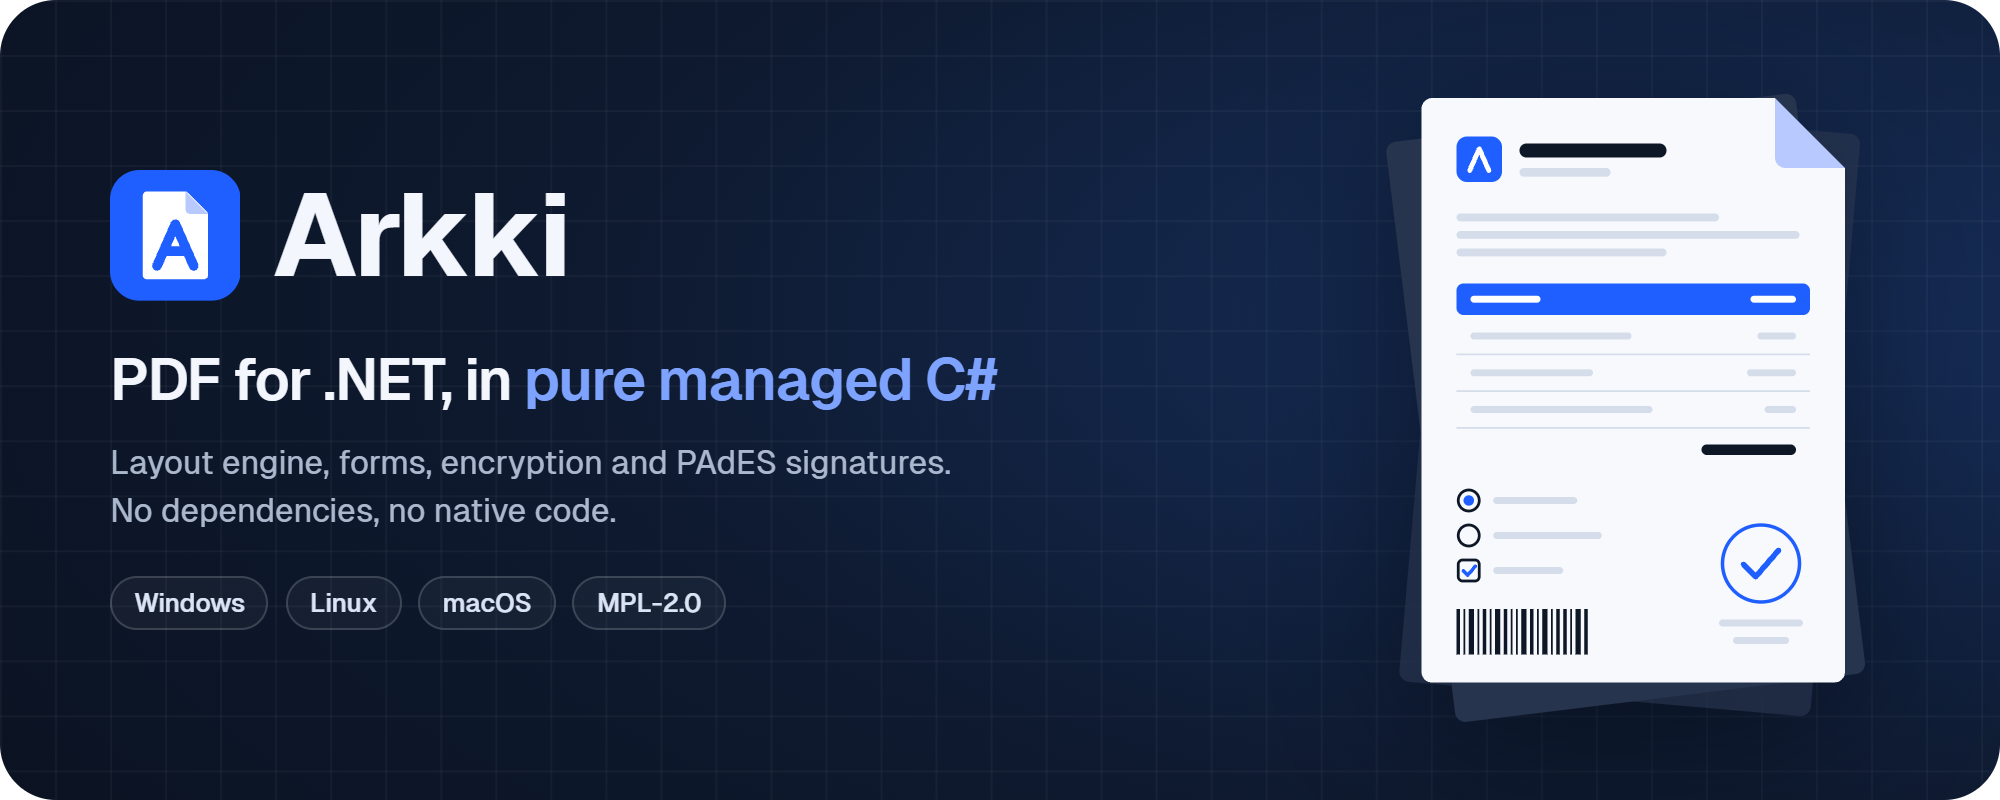 Arkki
PDF for .NET, in pure managed C#
Layout engine, forms, encryption and PAdES signatures.
No dependencies, no native code.
Windows
Linux
macOS
MPL-2.0